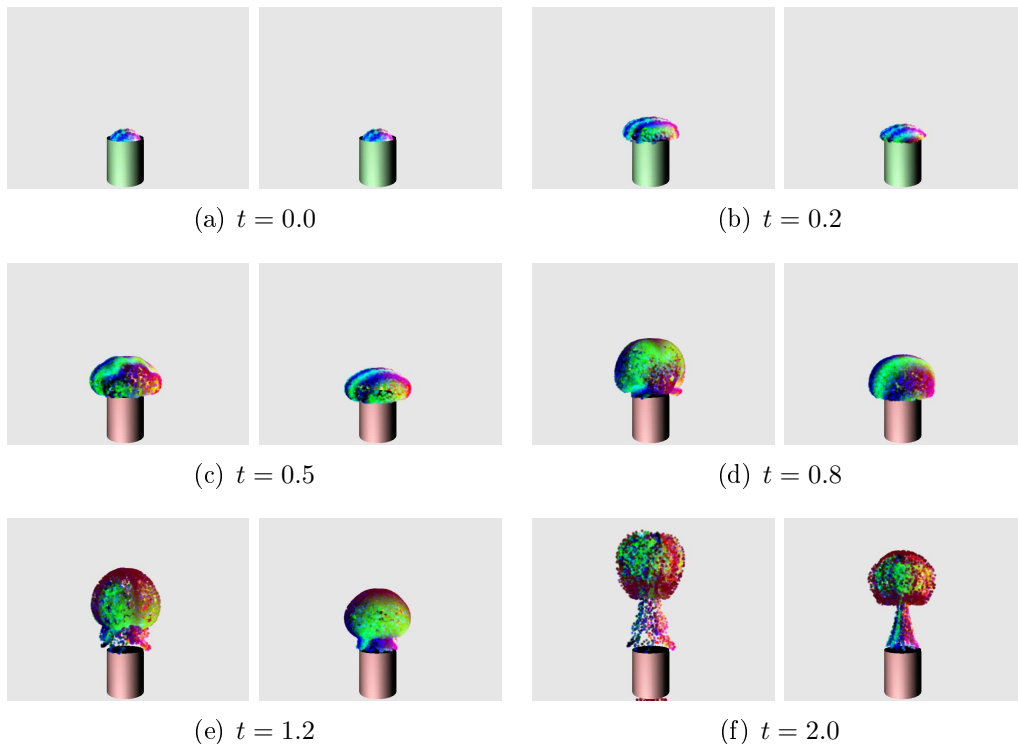 (a) t = 0.0
(b) t = 0.2
(c) t = 0.5
(d) t = 0.8
(e) t = 1.2
(f) t = 2.0